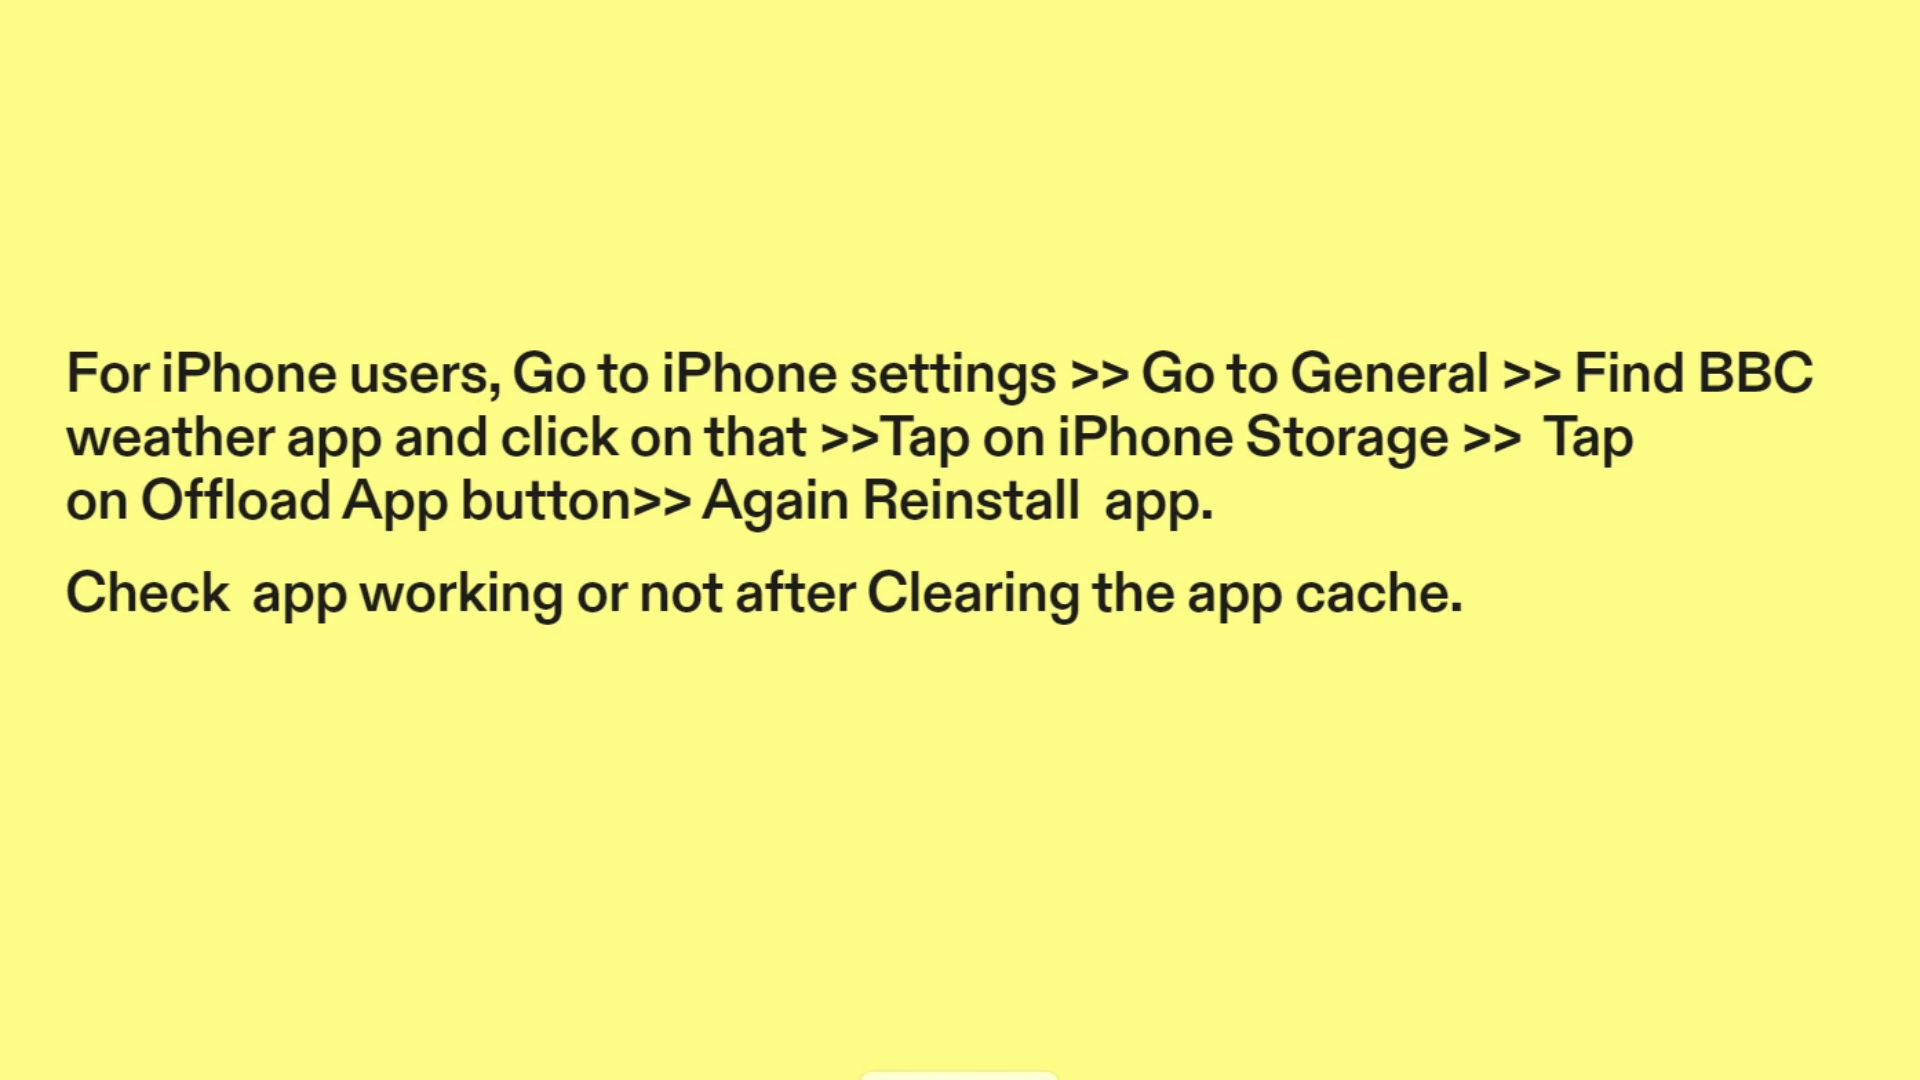 For iPhone users, Go to iPhone settings >> Go to General >> Find BBC
weather app and click on that >>Tap on iPhone Storage >>  Tap
on Offload App button>> Again Reinstall  app.
Check  app working or not after Clearing the app cache.